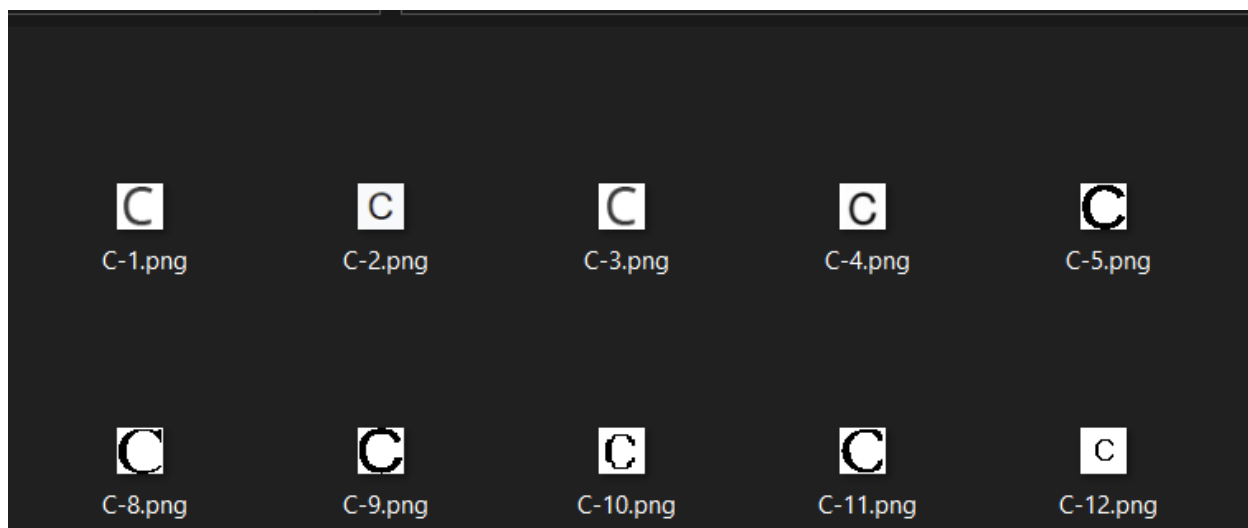 C C C C C
C-1.png C-2.png C-3.png C-4.png C-5.png
C C C C C
C-8.png C-9.png C-10.png C-11.png C-12.png